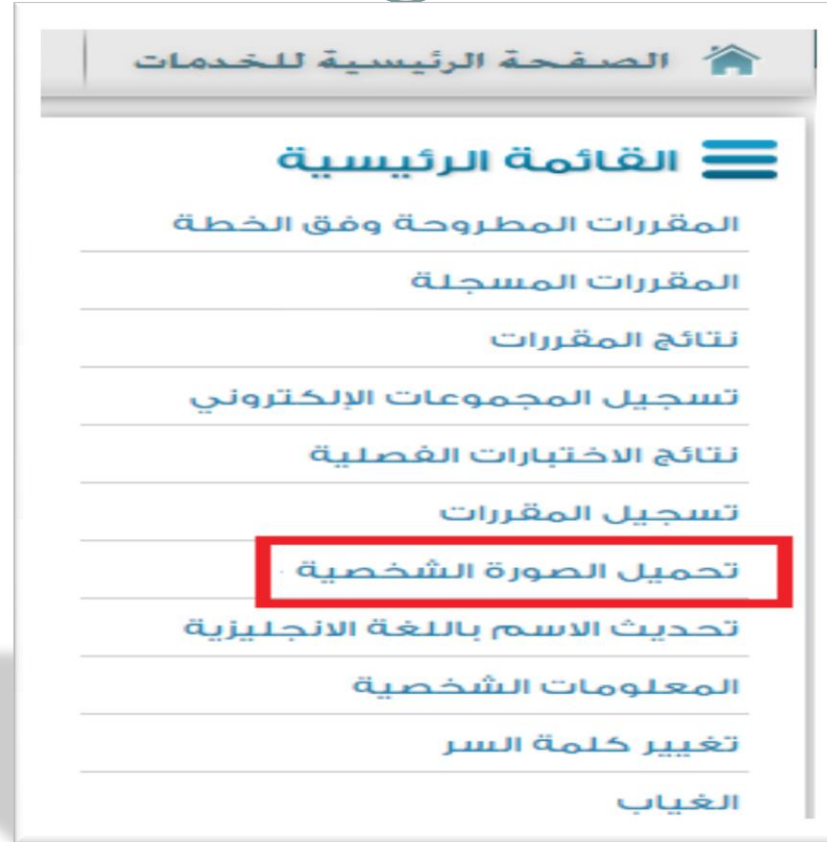 الصفحة الرئيسية للخدمات
القائمة الرئيسية
المقررات المطروحة وفق الخطة
المقررات المسجلة
نتائج المقررات
تسجيل المجموعات الإلكتروني
نتائج الاختبارات الفصلية
تسجيل المقررات
تحميل الصورة الشخصية
تحديث الاسم باللغة الانجليزية
المعلومات الشخصية
تغيير كلمة السر
الغياب